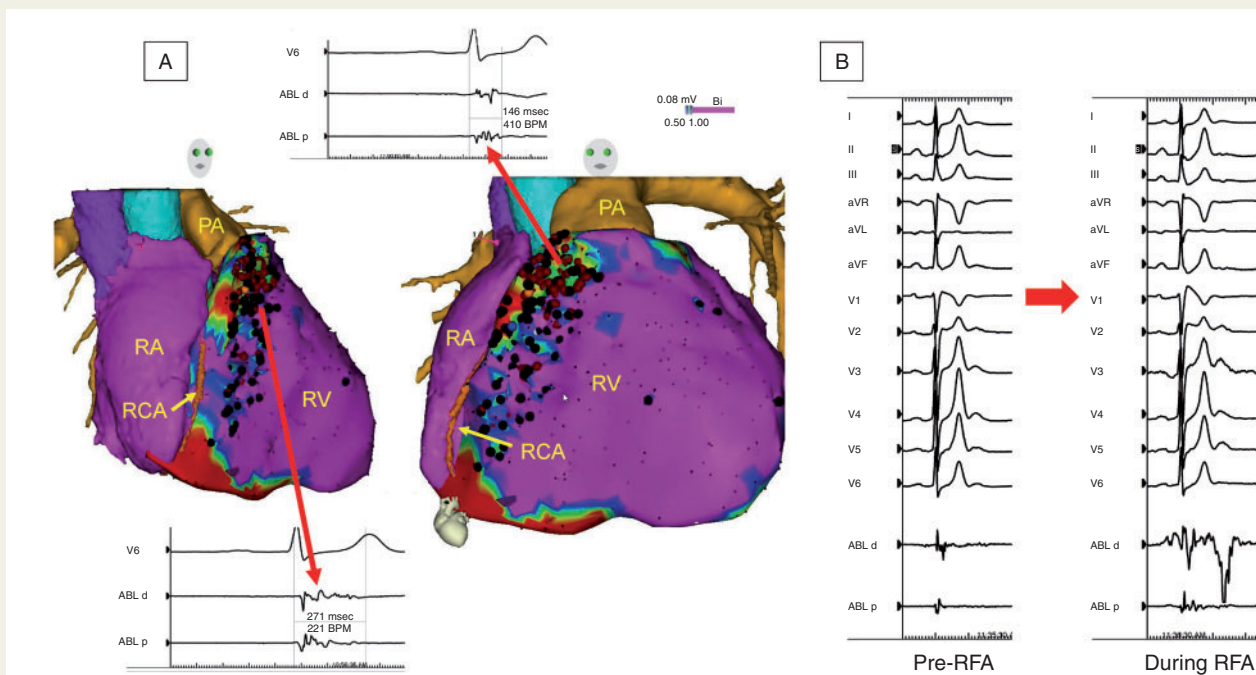 A
V6
ABL d
146 msec
410 BPM
ABL p
0.08 mV Bi
0.50 1.00
PA
RA
RCA
RV
PA
RA
RV
RCA
V6
ABL d
271 msec
221 BPM
ABL p
B
I
II
III
aVR
aVL
aVF
V1
V2
V3
V4
V5
V6
ABL d
ABL p
Pre-RFA
I
II
III
aVR
aVL
aVF
V1
V2
V3
V4
V5
V6
ABL d
ABL p
During RFA